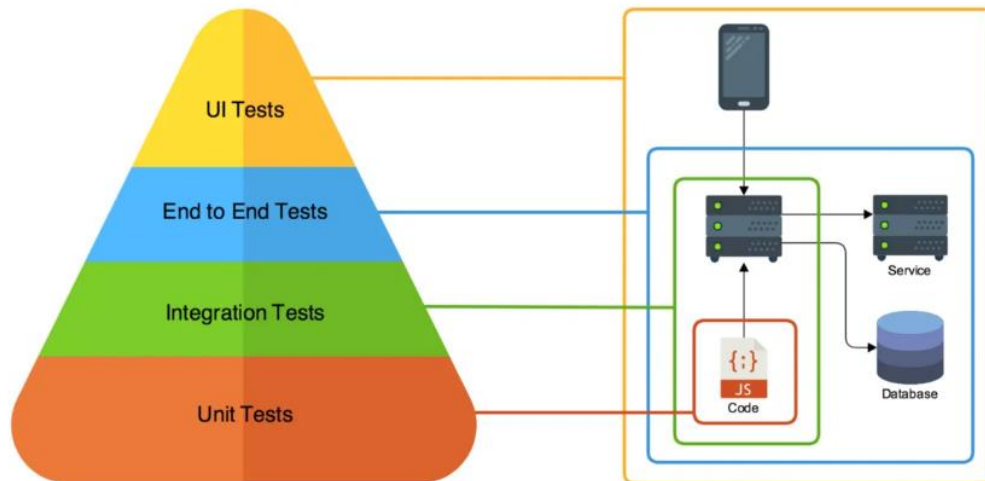 UI Tests
End to End Tests
Integration Tests
Unit Tests
Service
{;}
JS
Code
Database